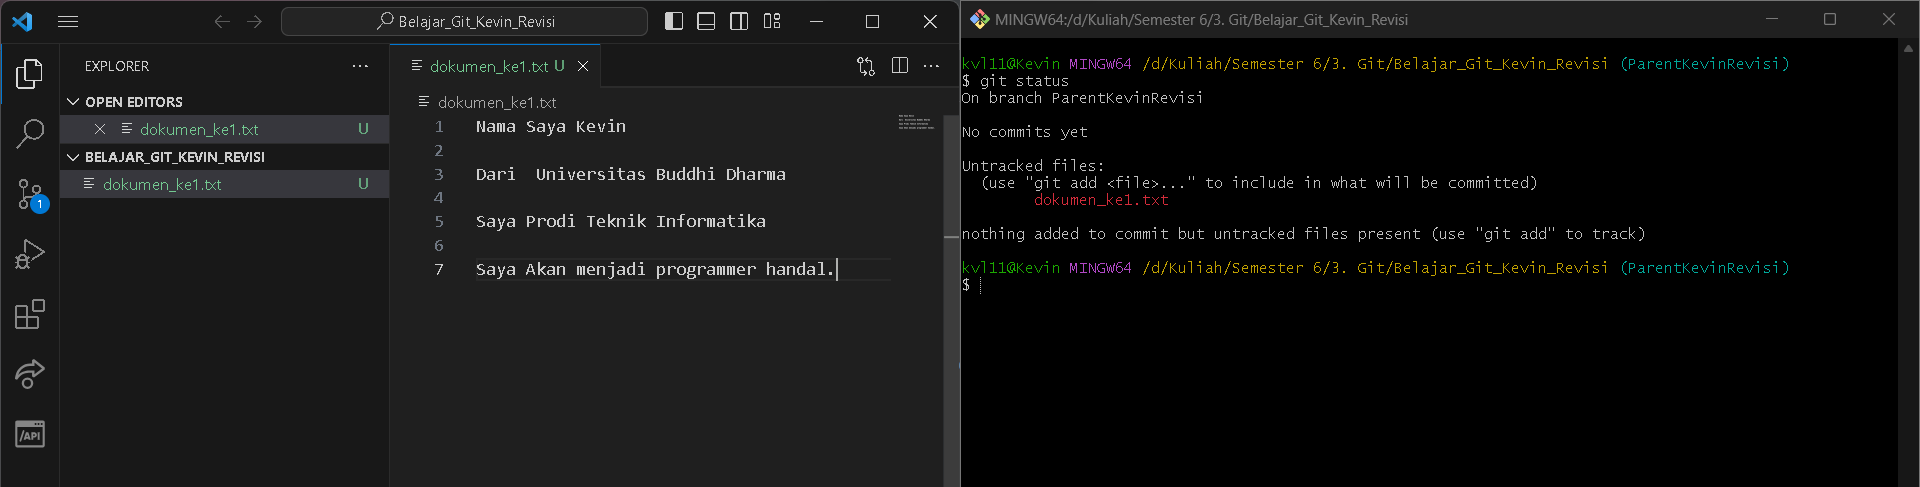 Belajar_Git_Kevin_Revisi
EXPLORER
OPEN EDITORS
dokumen_ke1.txt U
BELAJAR_GIT_KEVIN_REVISI
dokumen_ke1.txt U
1
/API
dokumen_ke1.txt U
dokumen_ke1.txt
1 Nama Saya Kevin
2
3 Dari  Universitas Buddhi Dharma
4
5 Saya Prodi Teknik Informatika
6
7 Saya Akan menjadi programmer handal.
MINGW64:/d/Kuliah/Semester 6/3. Git/Belajar_Git_Kevin_Revisi
kvl11@Kevin MINGW64 /d/Kuliah/Semester 6/3. Git/Belajar_Git_Kevin_Revisi (ParentKevinRevisi)
$ git status
On branch ParentKevinRevisi
No commits yet
Untracked files:
(use "git add <file>..." to include in what will be committed)
dokumen_ke1.txt
nothing added to commit but untracked files present (use "git add" to track)
kvl11@Kevin MINGW64 /d/Kuliah/Semester 6/3. Git/Belajar_Git_Kevin_Revisi (ParentKevinRevisi)
$